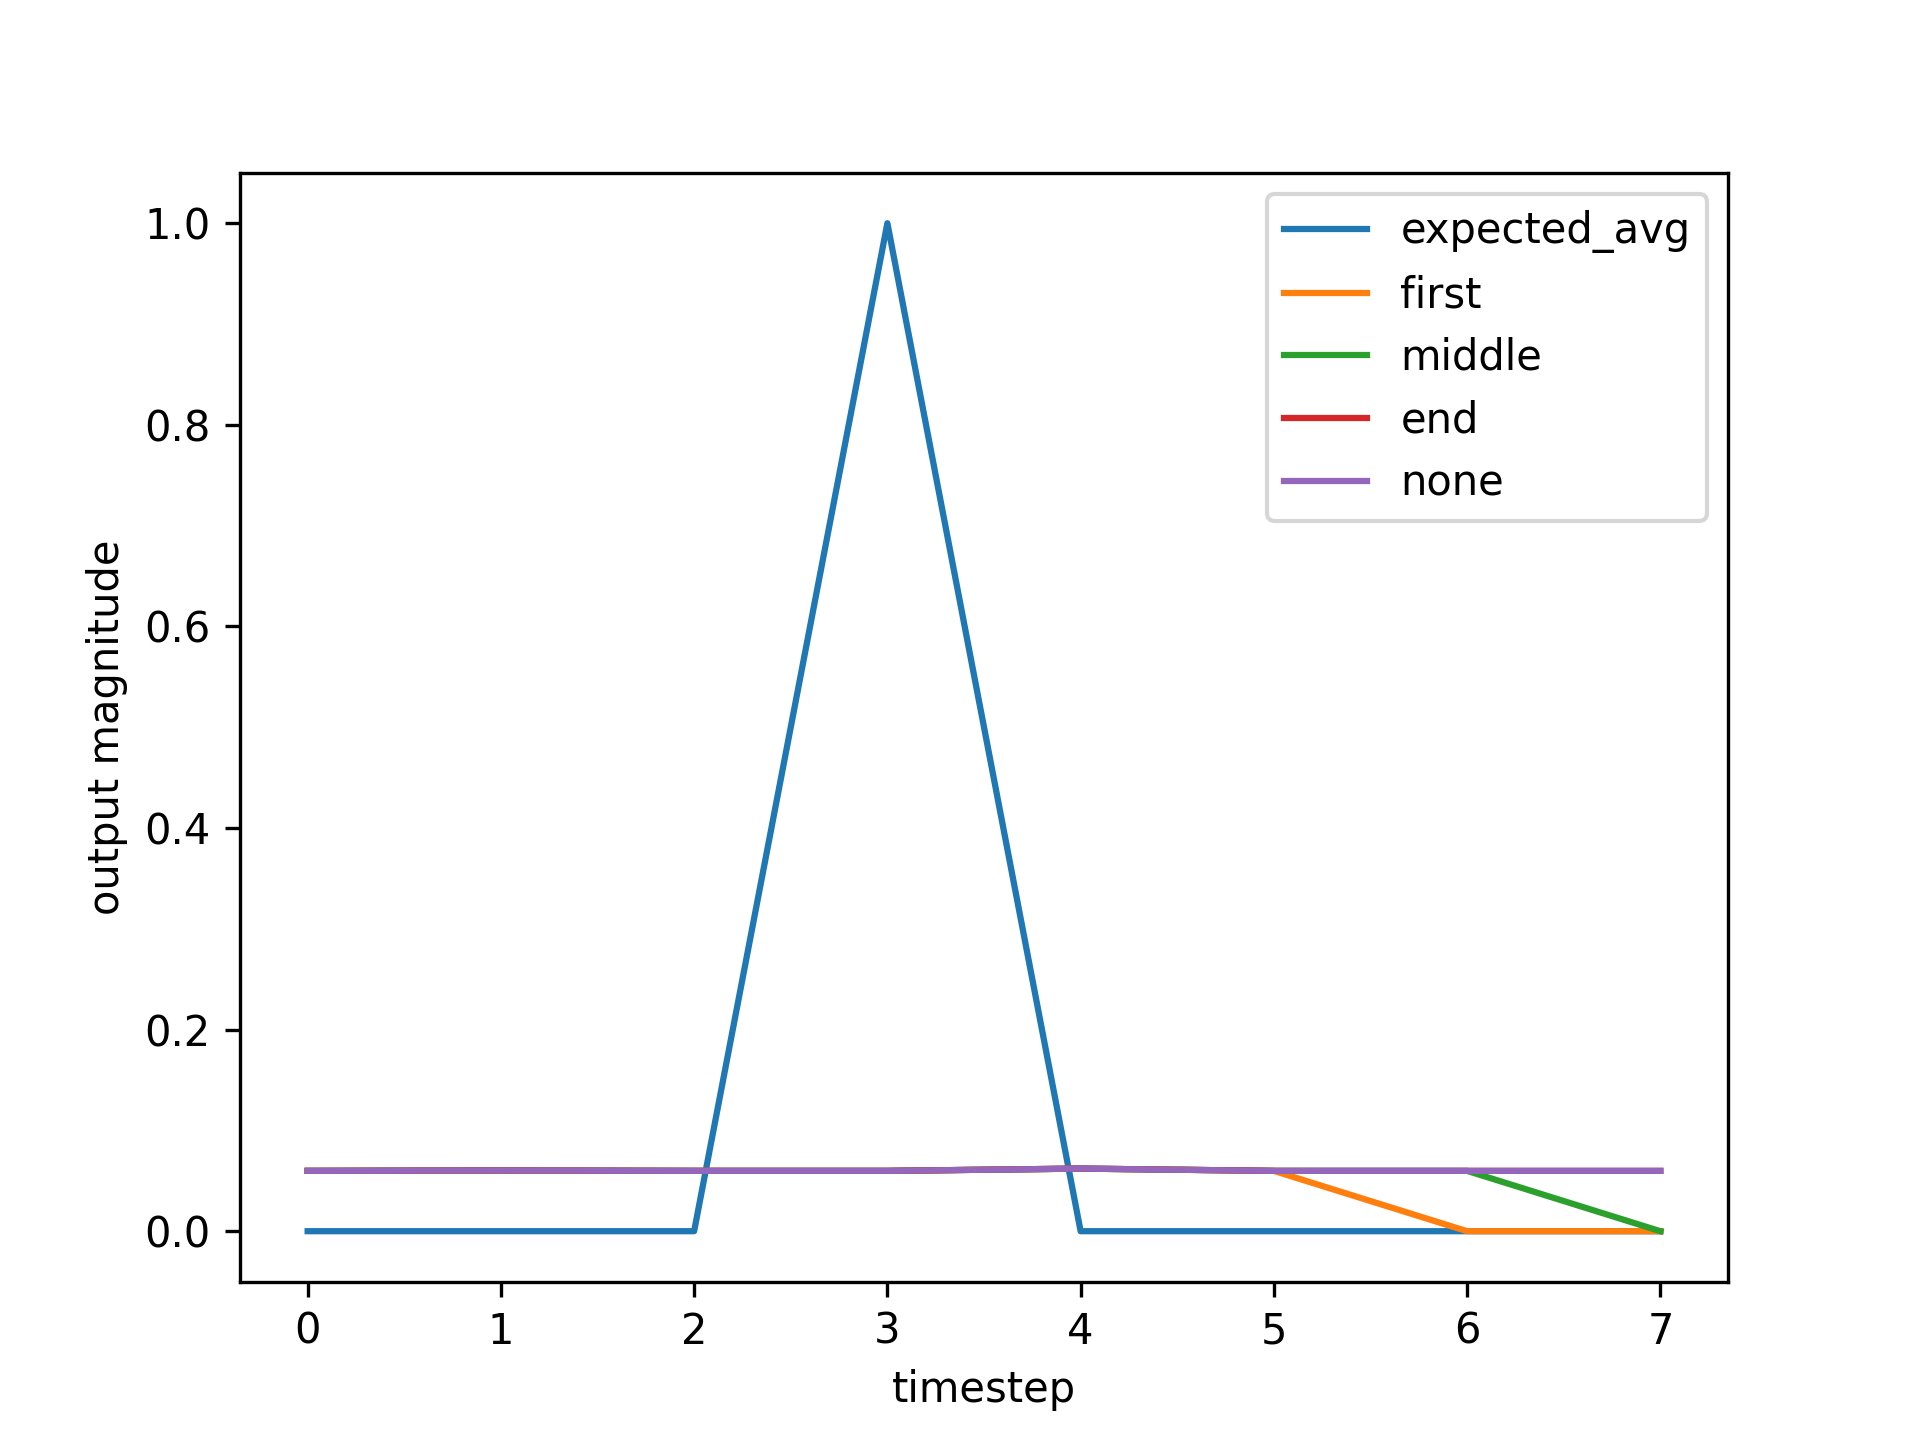 expected_avg
first
middle
end
none
1.0
0.8
0.6
0.4
0.2
0.0
output magnitude
0 1 2 3 4 5 6 7
timestep